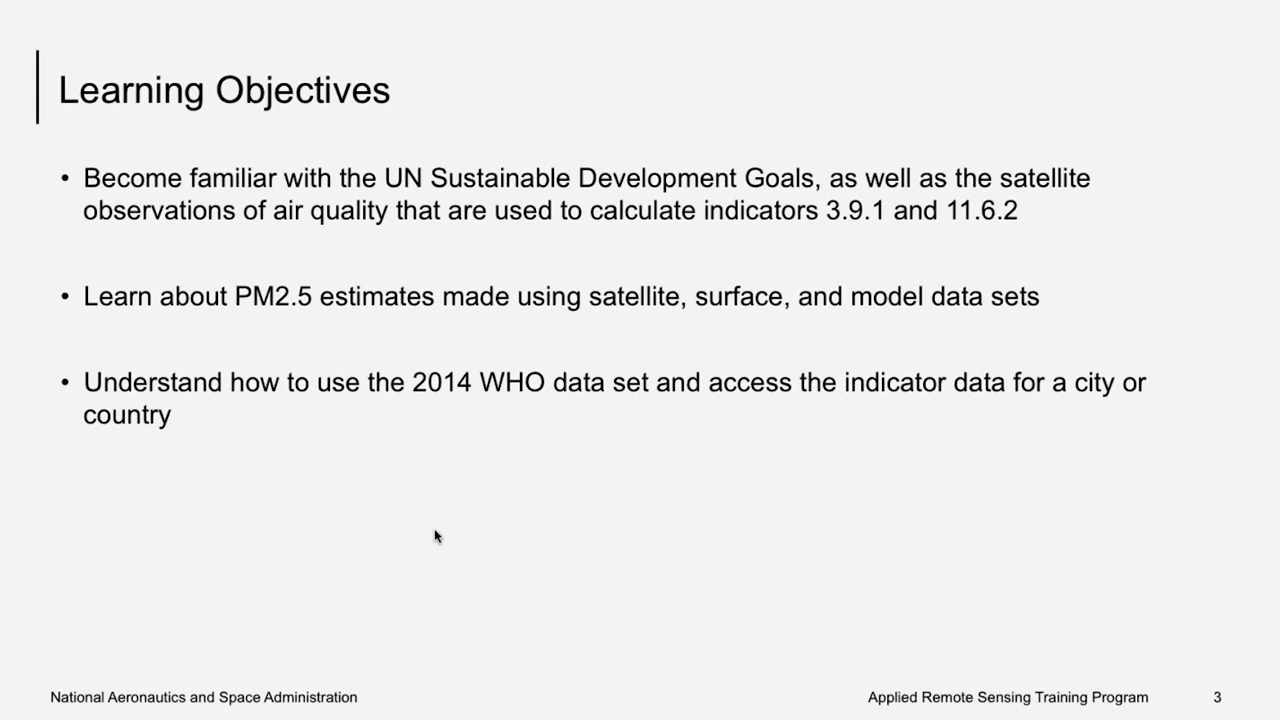 Learning Objectives
• Become familiar with the UN Sustainable Development Goals, as well as the satellite
observations of air quality that are used to calculate indicators 3.9.1 and 11.6.2
• Learn about PM2.5 estimates made using satellite, surface, and model data sets
• Understand how to use the 2014 WHO data set and access the indicator data for a city or
country
National Aeronautics and Space Administration
Applied Remote Sensing Training Program
3